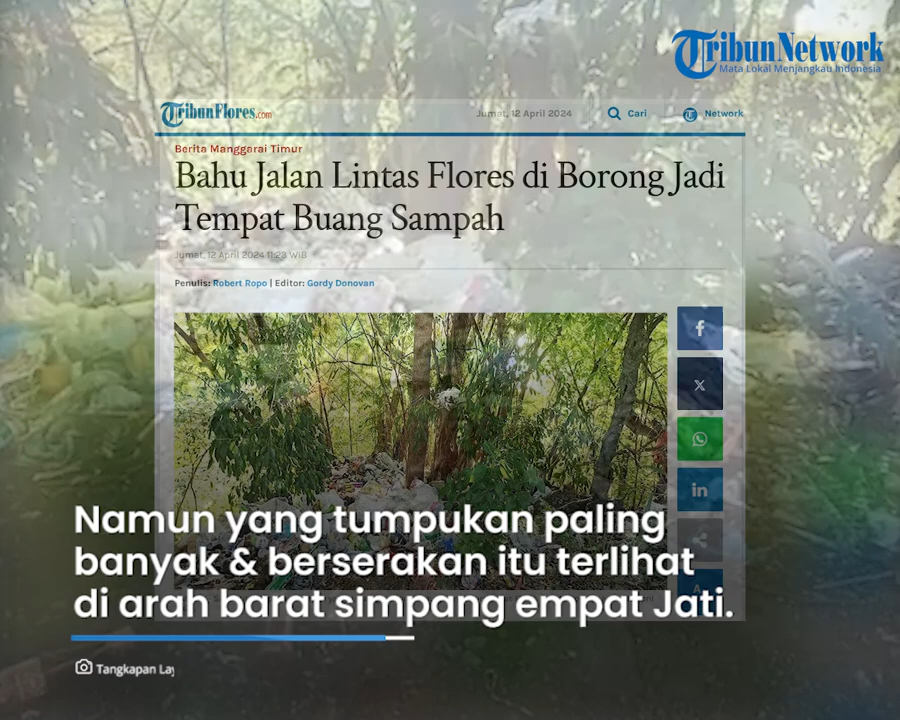 TribunNetwork
Mata Lokal Menjangkau Indonesia
TribunFlores.com
Jumat, 12 April 2024
Cari
Network
Berita Manggarai Timur
Bahu Jalan Lintas Flores di Borong Jadi
Tempat Buang Sampah
Jumat, 12 April 2024 11:23 WIB
Penulis: Robert Ropo | Editor: Gordy Donovan
Namun yang tumpukan paling
banyak & berserakan itu terlihat
di arah barat simpang empat Jati.
Tangkapan Lay